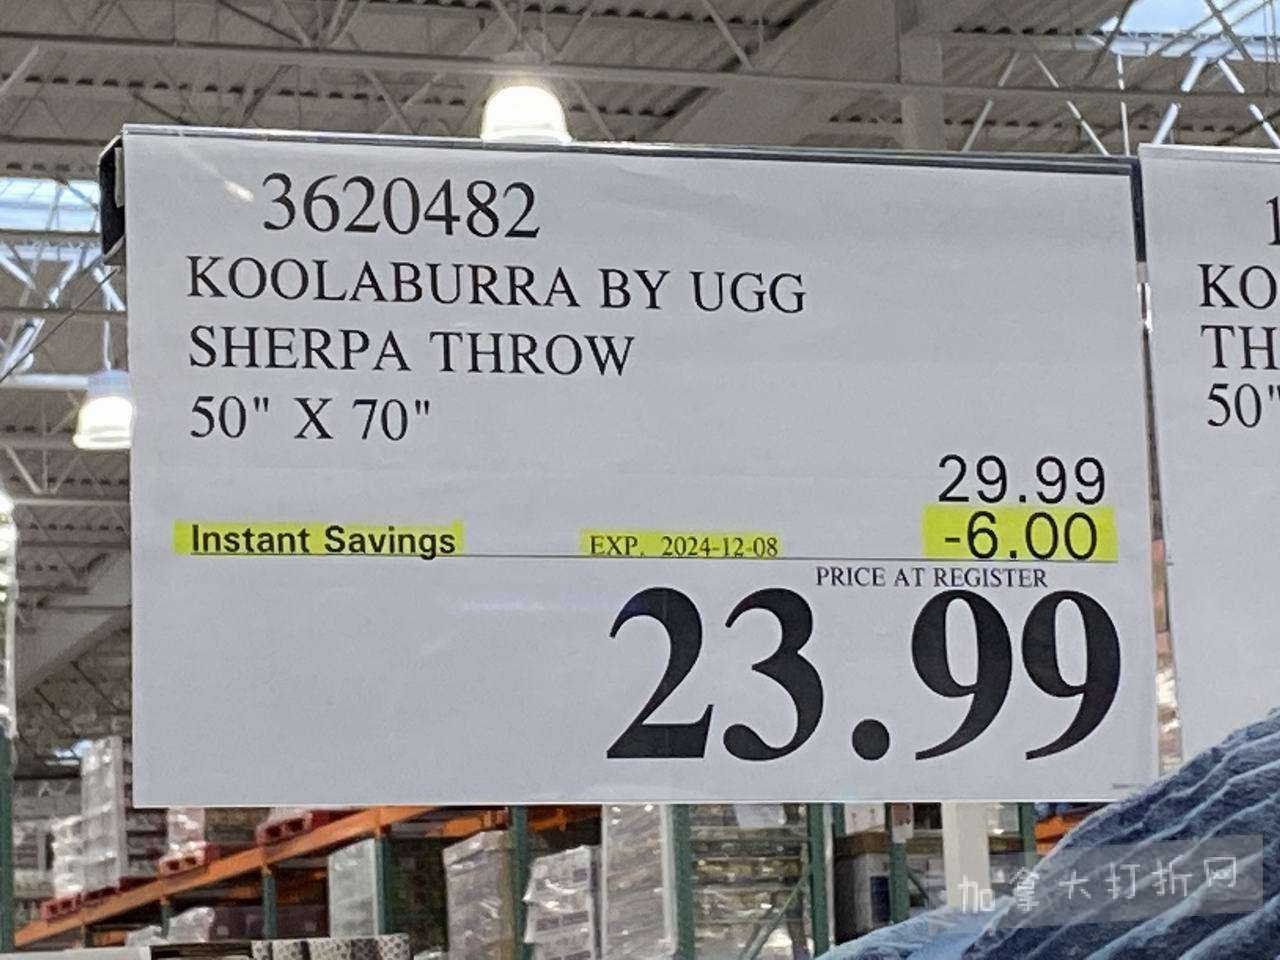 3620482
KOOLABURRA BY UGG
SHERPA THROW
50" X 70"
29.99
Instant Savings EXP. 2024-12-08 -6.00
PRICE AT REGISTER
23.99
1
KO
TH
50"
加拿大打折网